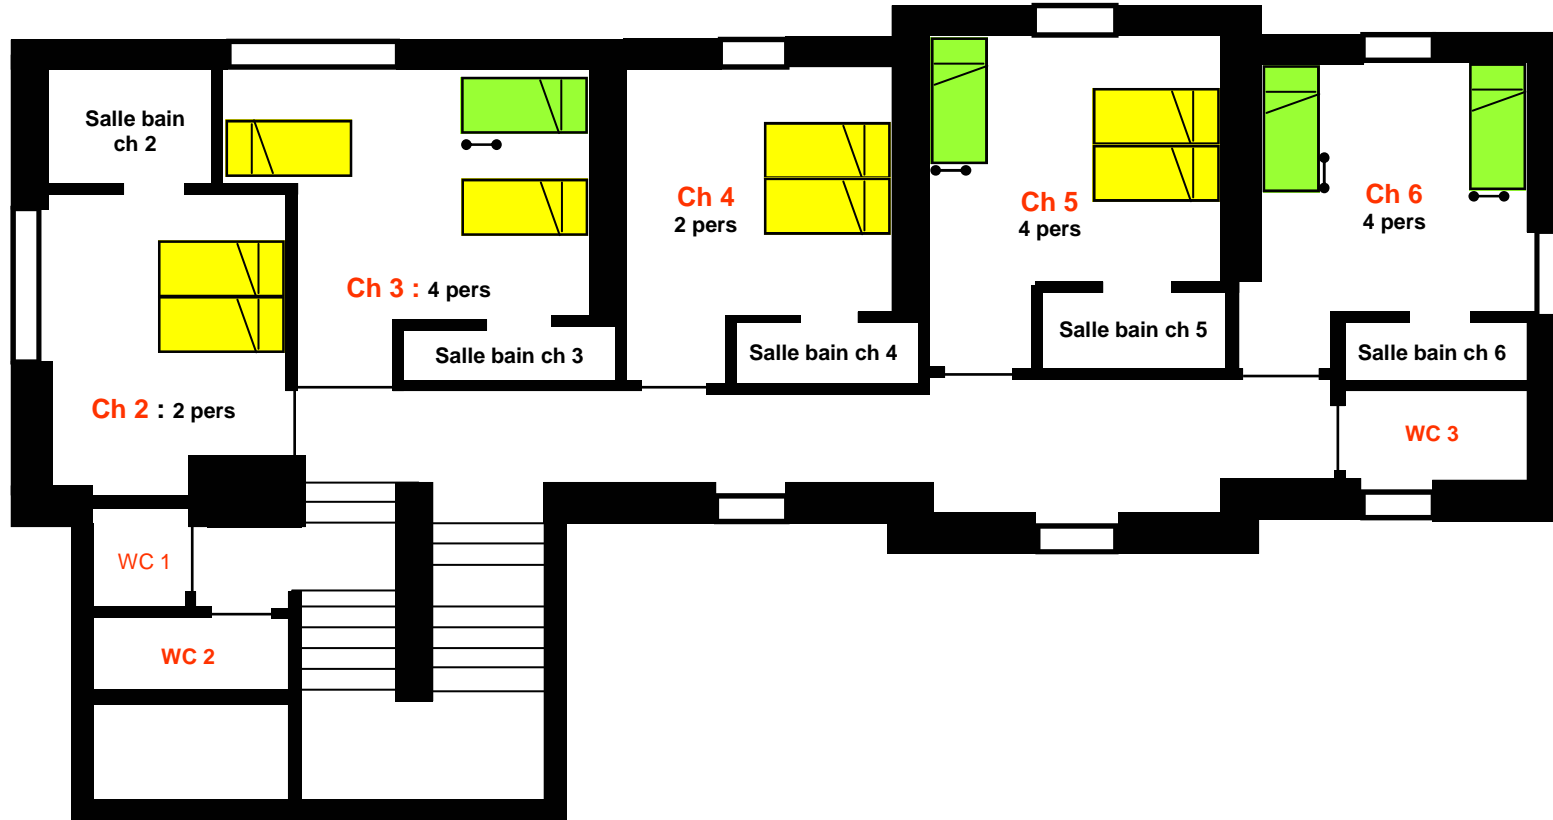 Salle bain
ch 2
Ch 2 : 2 pers
Ch 3 : 4 pers
Salle bain ch 3
Ch 4
2 pers
Salle bain ch 4
Ch 5
4 pers
Salle bain ch 5
Ch 6
4 pers
Salle bain ch 6
WC 3
WC 1
WC 2